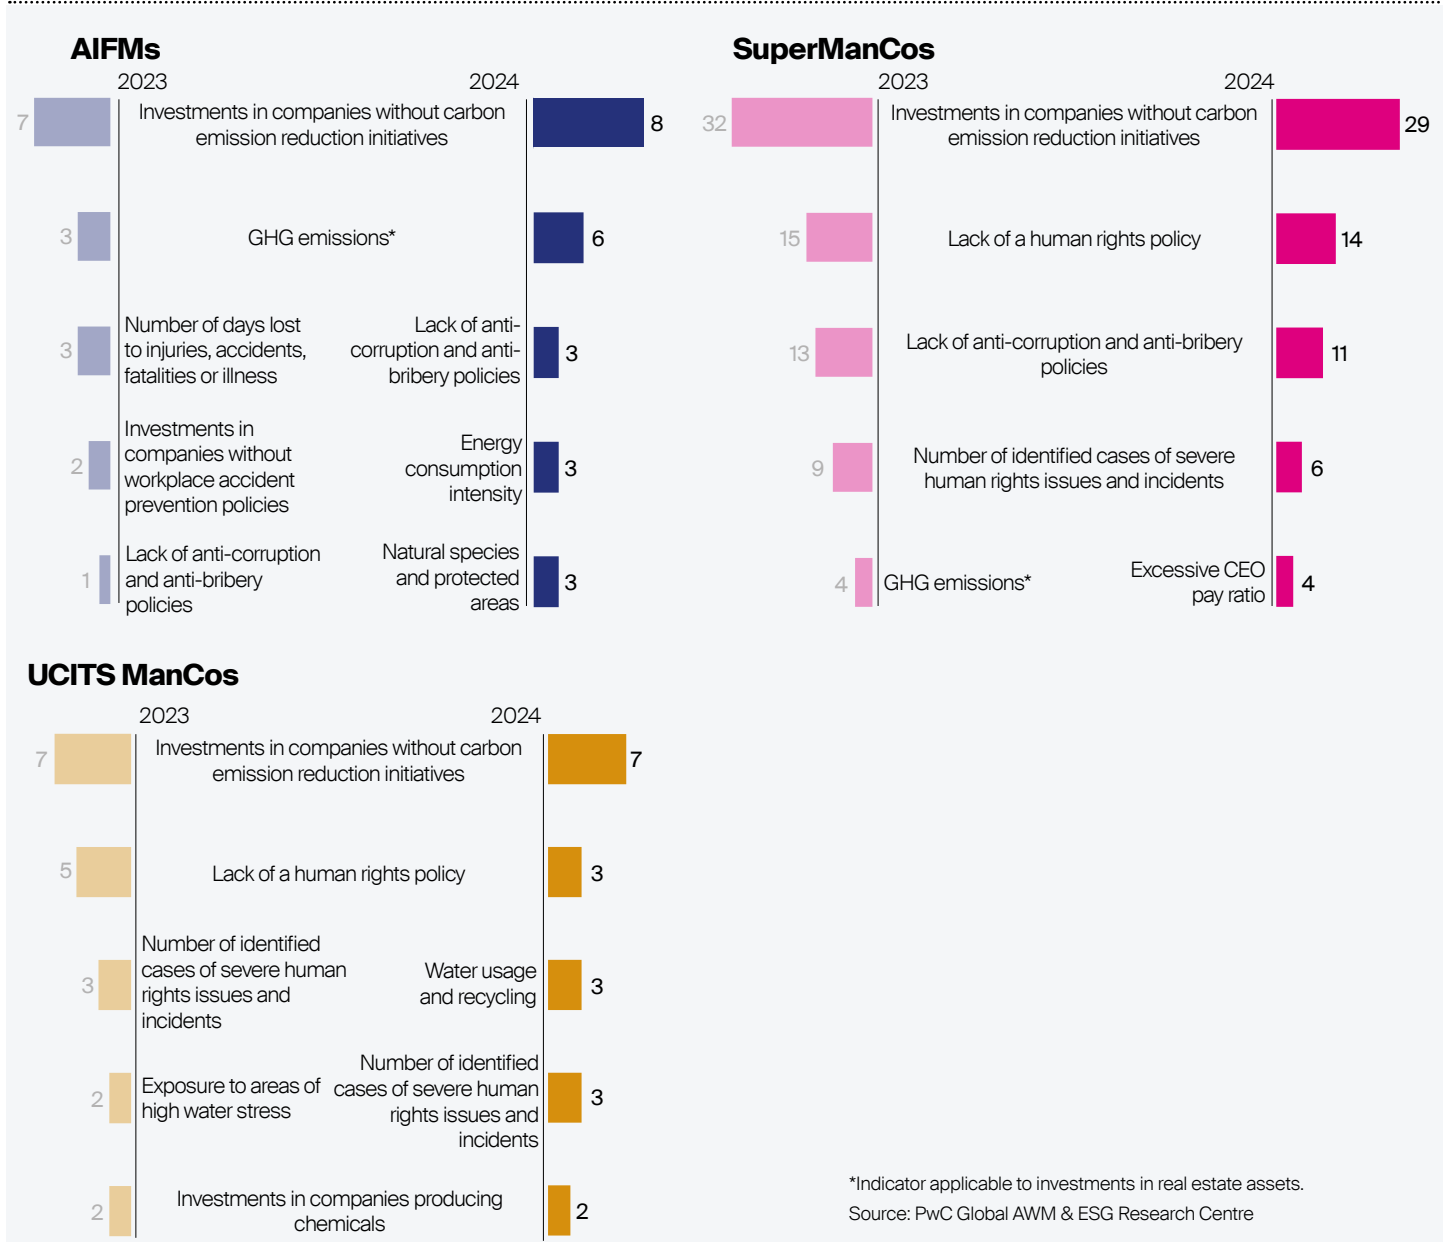 AIFMs
2023
2024
7
Investments in companies without carbon
emission reduction initiatives
8
3
GHG emissions*
6
3
Number of days lost
to injuries, accidents,
fatalities or illness
Lack of anti-
corruption and anti-
bribery policies
3
2
Investments in
companies without
workplace accident
prevention policies
Energy
consumption
intensity
3
1
Lack of anti-corruption
and anti-bribery
policies
Natural species
and protected
areas
3
SuperManCos
2023
2024
32
Investments in companies without carbon
emission reduction initiatives
29
15
Lack of a human rights policy
14
13
Lack of anti-corruption and anti-bribery
policies
11
9
Number of identified cases of severe
human rights issues and incidents
6
4
GHG emissions*
Excessive CEO
pay ratio
4
UCITS ManCos
2023
2024
7
Investments in companies without carbon
emission reduction initiatives
7
5
Lack of a human rights policy
3
3
Number of identified
cases of severe human
rights issues and
incidents
Water usage
and recycling
3
2
Exposure to areas of
high water stress
Number of identified
cases of severe human
rights issues and
incidents
3
2
Investments in companies producing
chemicals
2
*Indicator applicable to investments in real estate assets.
Source: PwC Global AWM & ESG Research Centre